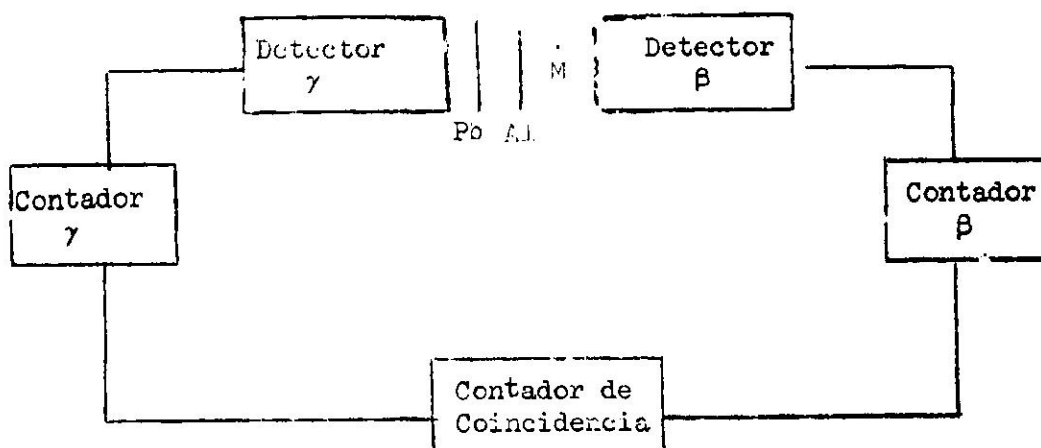 Detector
γ
Pb
Al
M
Detector
β
Contador
γ
Contador
β
Contador de
Coincidencia